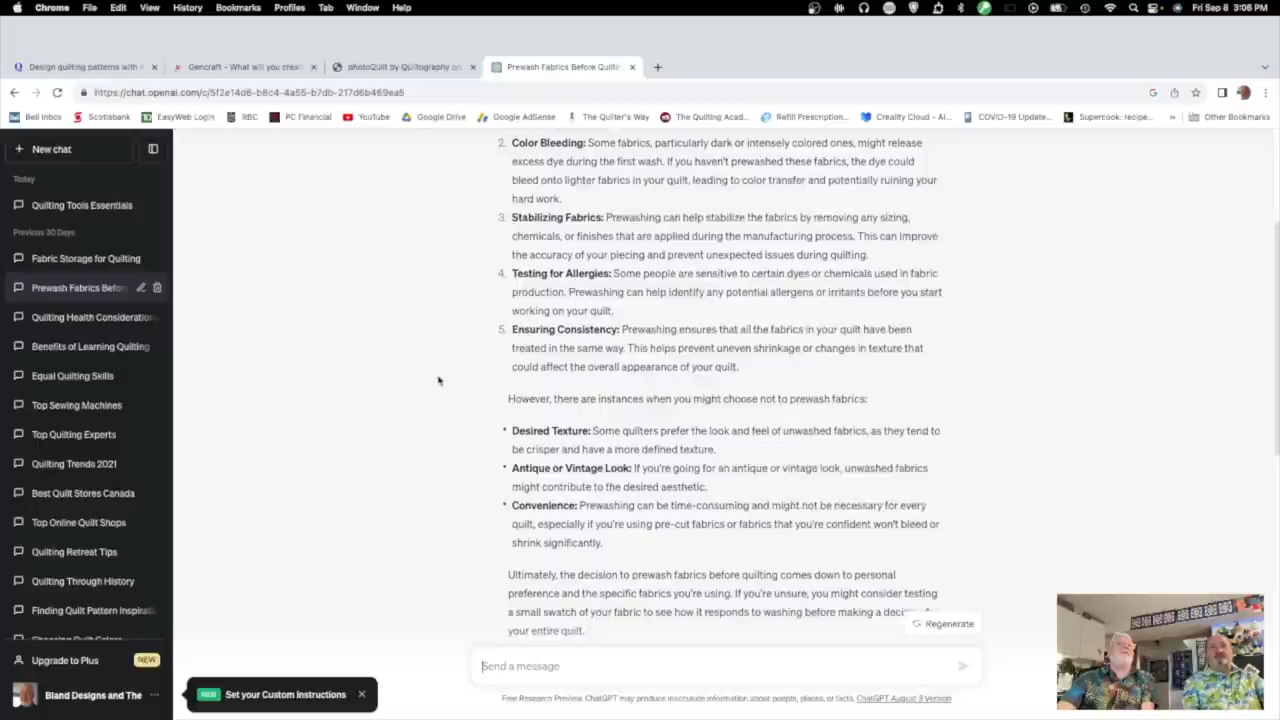 Chrome File Edit View History Bookmarks Profiles Tab Window Help Fri Sep 8 3:06 PM
Design quilting patterns with Gencraft - What will you creat photoQuilt by Quiltography on Prewash Fabrics Before Quiltin
https://chat.openai.com/c/5f2e14d6-b8c4-4a55-b7db-217d6b469ea5
Bell Inbox Scotiabank EasyWeb Login RBC PC Financial YouTube Google Drive Google AdSense The Quilter's Way The Quilting Acad... Refill Prescription... Creality Cloud - Al... COVID-19 Update... Supercook: recipe... » Other Bookmarks
+ New chat
Today
Quilting Tools Essentials
Previous 30 Days
Fabric Storage for Quilting
Prewash Fabrics Befor
Quilting Health Consideration
Benefits of Learning Quilting
Equal Quilting Skills
Top Sewing Machines
Top Quilting Experts
Quilting Trends 2021
Best Quilt Stores Canada
Top Online Quilt Shops
Quilting Retreat Tips
Quilting Through History
Finding Quilt Pattern Inspirati
Choosing Quilt Colors
Upgrade to Plus NEW
Bland Designs and The ...
2. Color Bleeding: Some fabrics, particularly dark or intensely colored ones, might release
excess dye during the first wash. If you haven't prewashed these fabrics, the dye could
bleed onto lighter fabrics in your quilt, leading to color transfer and potentially ruining your
hard work.
3. Stabilizing Fabrics: Prewashing can help stabilize the fabrics by removing any sizing,
chemicals, or finishes that are applied during the manufacturing process. This can improve
the accuracy of your piecing and prevent unexpected issues during quilting.
4. Testing for Allergies: Some people are sensitive to certain dyes or chemicals used in fabric
production. Prewashing can help identify any potential allergens or irritants before you start
working on your quilt.
5. Ensuring Consistency: Prewashing ensures that all the fabrics in your quilt have been
treated in the same way. This helps prevent uneven shrinkage or changes in texture that
could affect the overall appearance of your quilt.
However, there are instances when you might choose not to prewash fabrics:
• Desired Texture: Some quilters prefer the look and feel of unwashed fabrics, as they tend to
be crisper and have a more defined texture.
• Antique or Vintage Look: If you're going for an antique or vintage look, unwashed fabrics
might contribute to the desired aesthetic.
• Convenience: Prewashing can be time-consuming and might not be necessary for every
quilt, especially if you're using pre-cut fabrics or fabrics that you're confident won't bleed or
shrink significantly.
Ultimately, the decision to prewash fabrics before quilting comes down to personal
preference and the specific fabrics you're using. If you're unsure, you might consider testing
a small swatch of your fabric to see how it responds to washing before making a decis
your entire quilt.
Regenerate
Send a message
NEW Set your Custom Instructions
Free Research Preview. ChatGPT may produce inaccurate information about people, places, or facts. ChatGPT August 3 Version